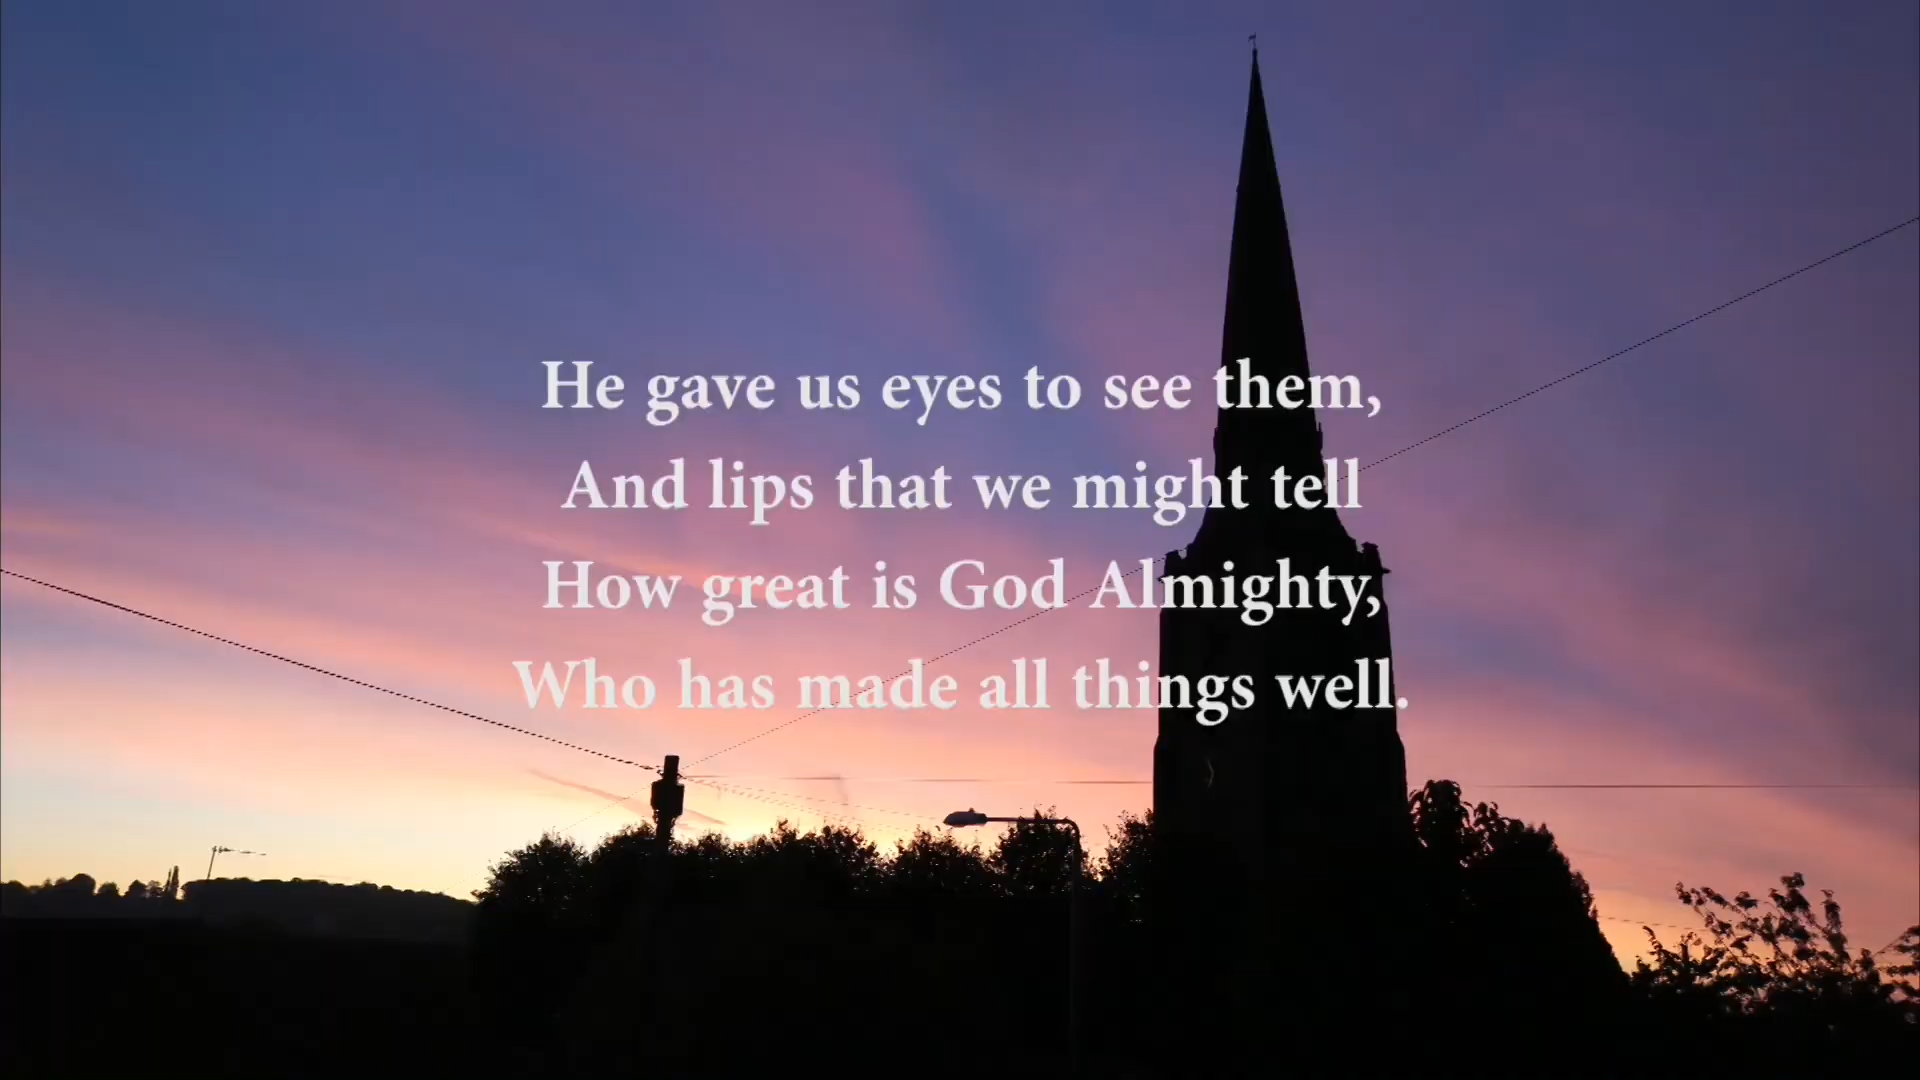 He gave us eyes to see them,
And lips that we might tell
How great is God Almighty,
Who has made all things well.